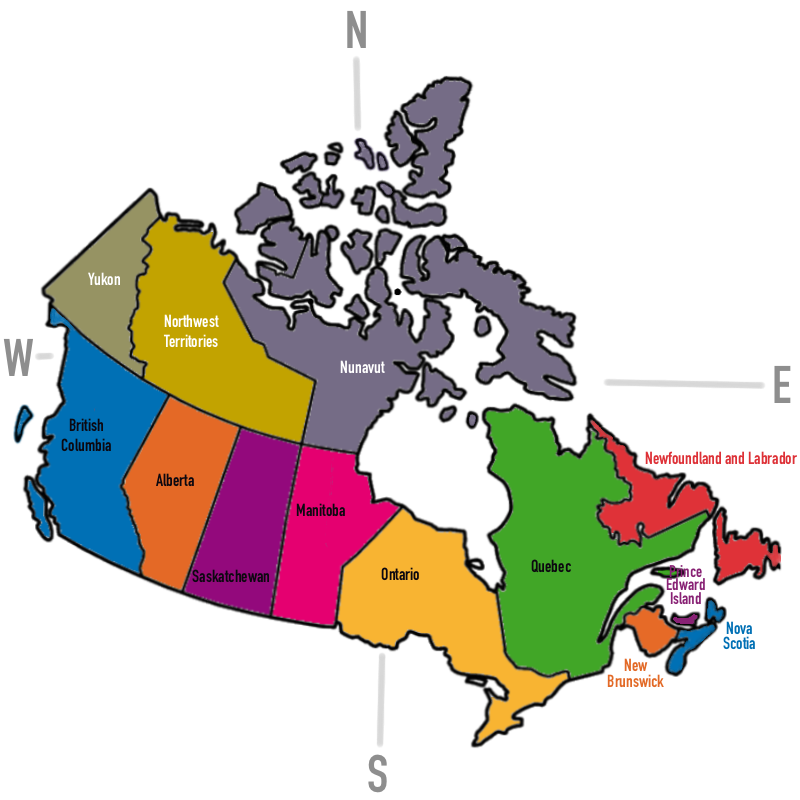 N
Yukon
Northwest
Territories
Nunavut
W
E
British
Columbia
Alberta
Newfoundland and Labrador
Manitoba
Saskatchewan
Ontario
Quebec
Prince
Edward
Island
Nova
Scotia
New
Brunswick
S